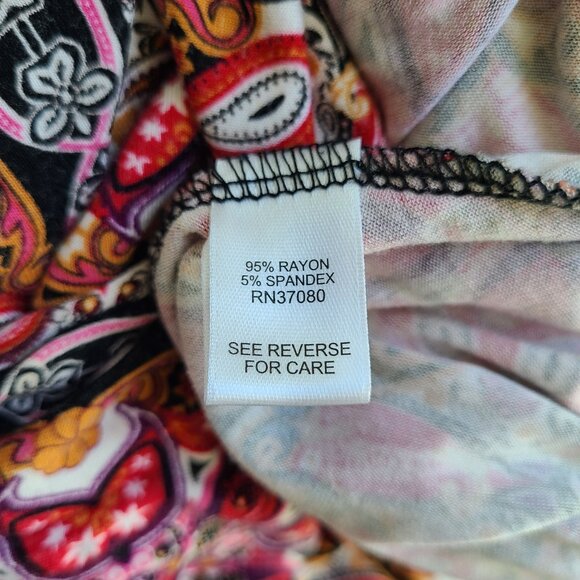 95% RAYON
5% SPANDEX
RN37080
SEE REVERSE
FOR CARE